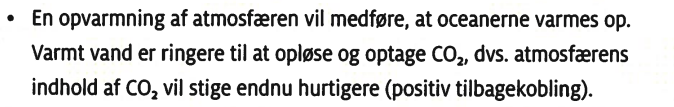 • En opvarmning af atmosfæren vil medføre, at oceanerne varmes op.
Varmt vand er ringere til at opløse og optage CO₂, dvs. atmosfærens
indhold af CO₂ vil stige endnu hurtigere (positiv tilbagekobling).